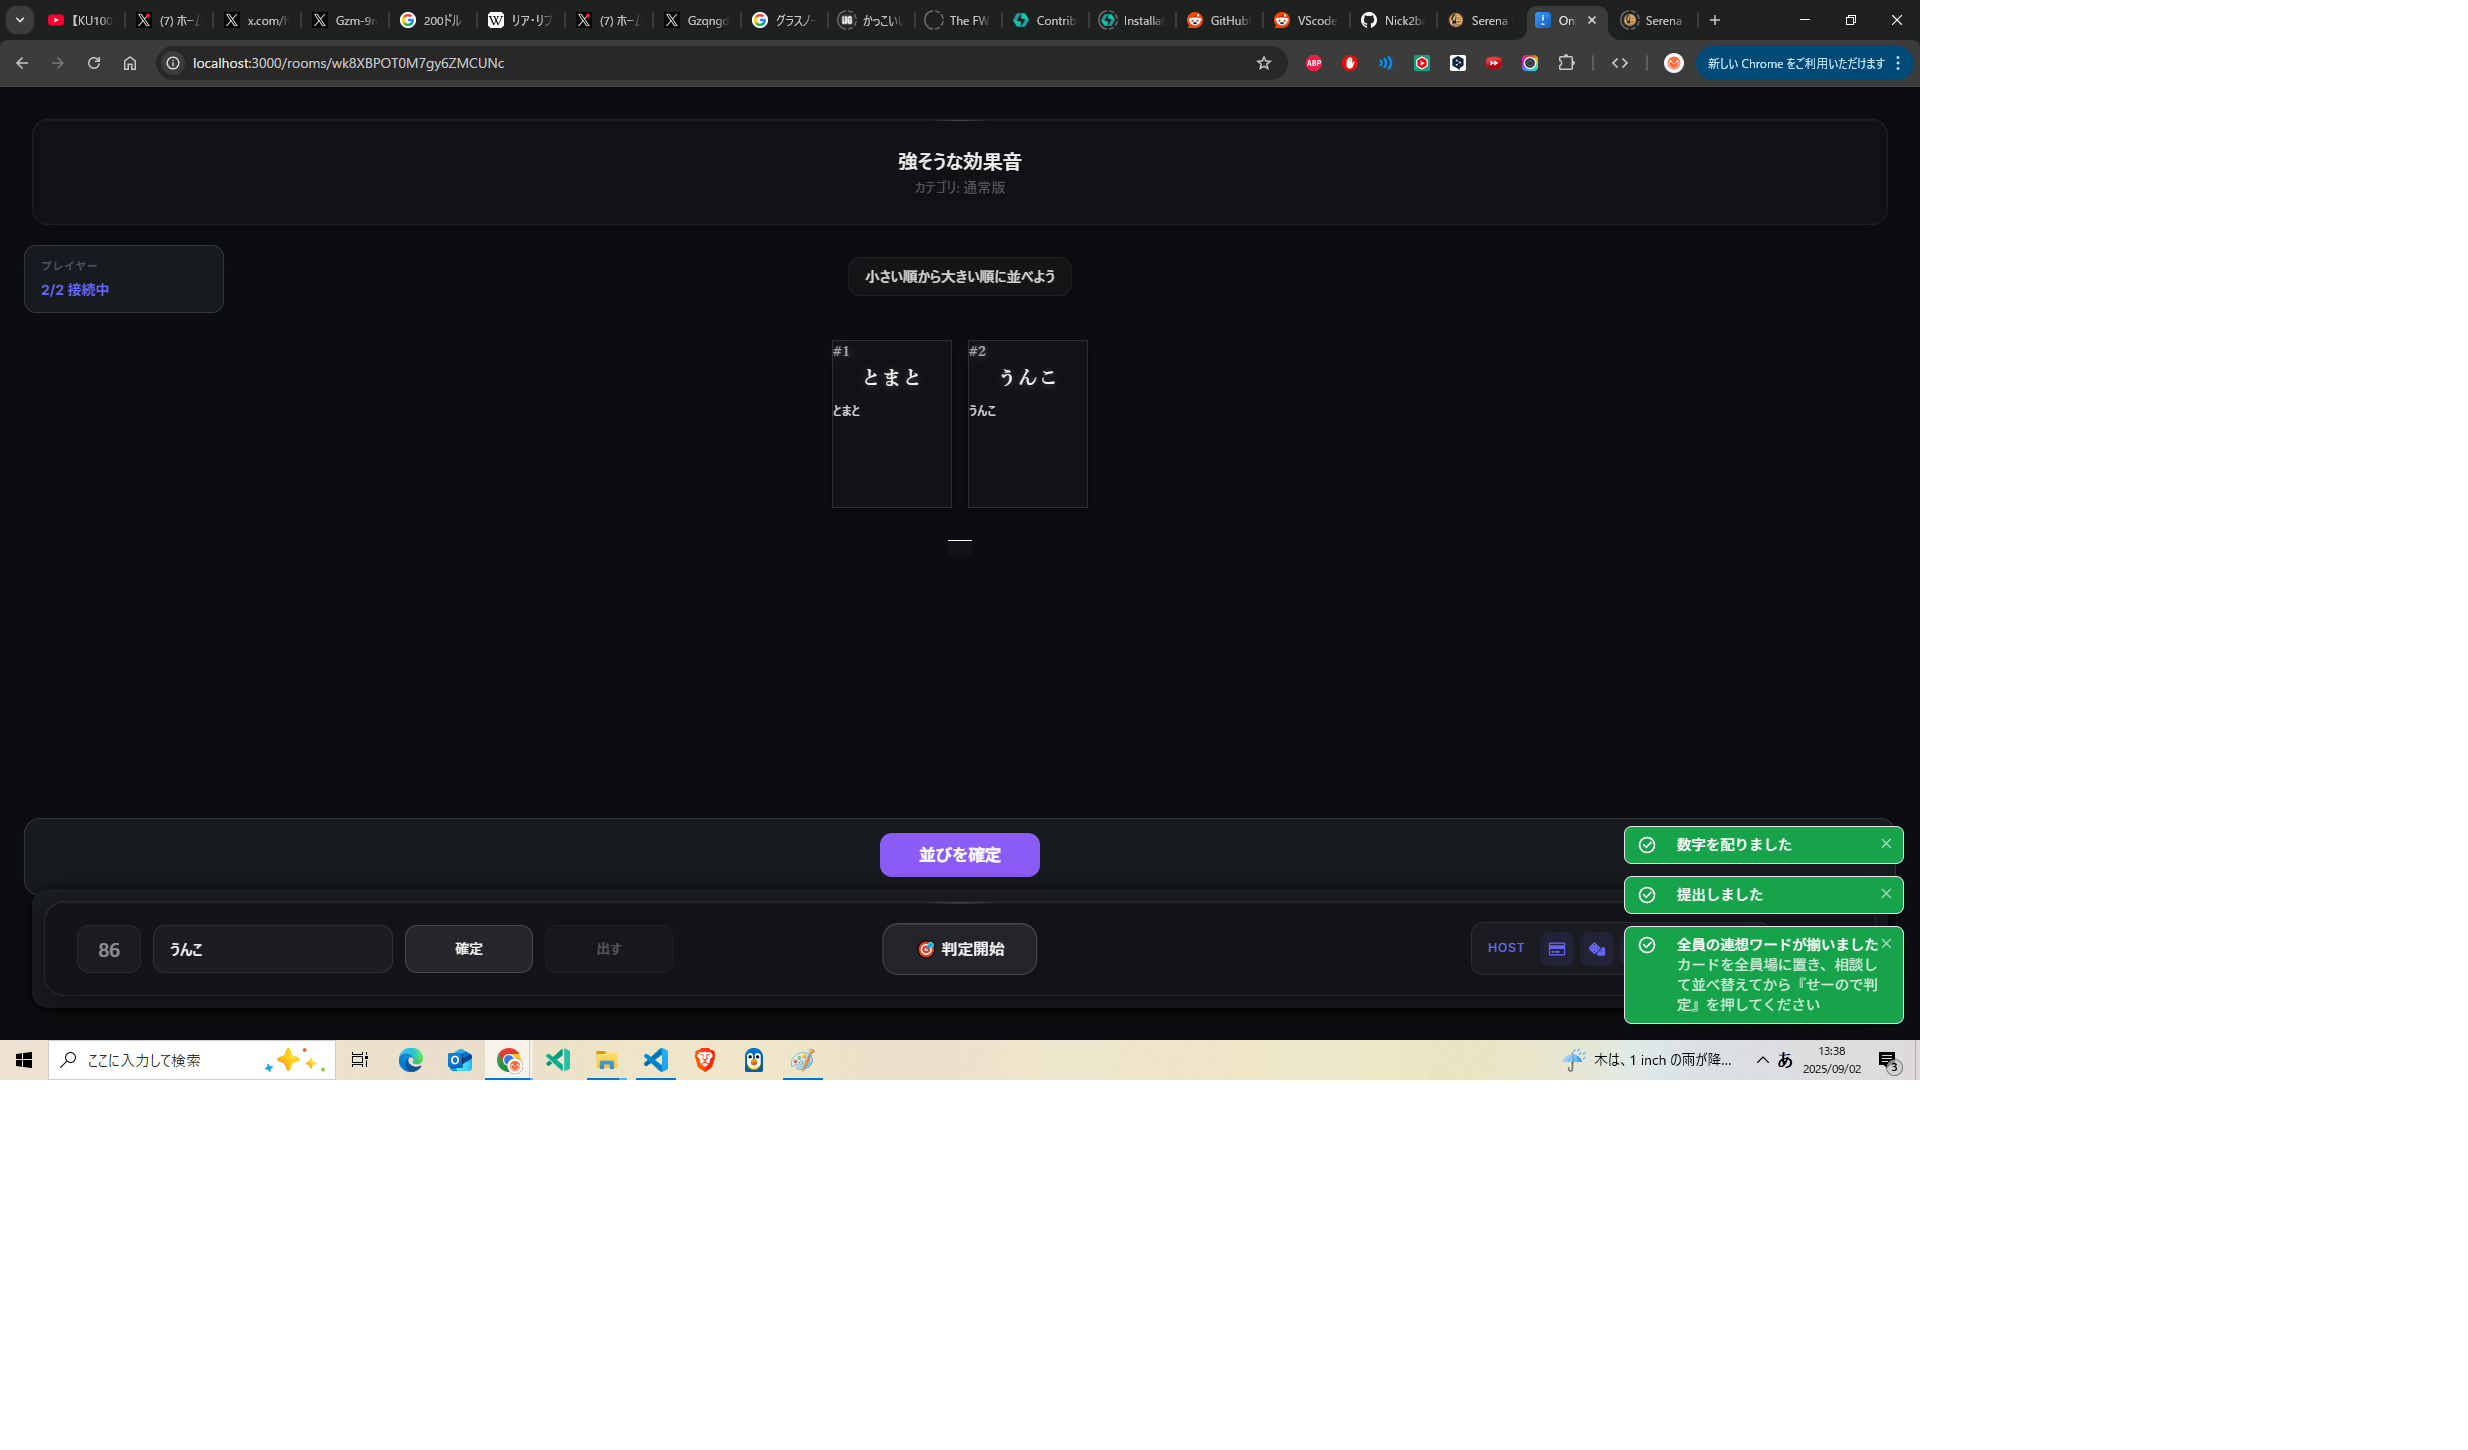 【KU100
(7) ホーム
x.com/h
Gzm-9r
200ドル
リア・リブ
(7) ホーム
Gzqngd
グラスノー
かっこいい
The FW
Contrib
Installat
GitHub
VScode
Nick2b
Serena
On
Serena
localhost:3000/rooms/wk8XBPOT0M7gy6ZMCUNc
ABP
新しい Chrome をご利用いただけます
強そうな効果音
カテゴリ: 通常版
プレイヤー
2/2 接続中
小さい順から大きい順に並べよう
#1
とまと
とまと
#2
うんこ
うんこ
並びを確定
86
うんこ
確定
出す
🎯 判定開始
HOST
数字を配りました
提出しました
全員の連想ワードが揃いました
カードを全員場に置き、相談し
て並べ替えてから『せーので判
定』を押してください
ここに入力して検索
木は、1 inch の雨が降...
あ
13:38
2025/09/02
3